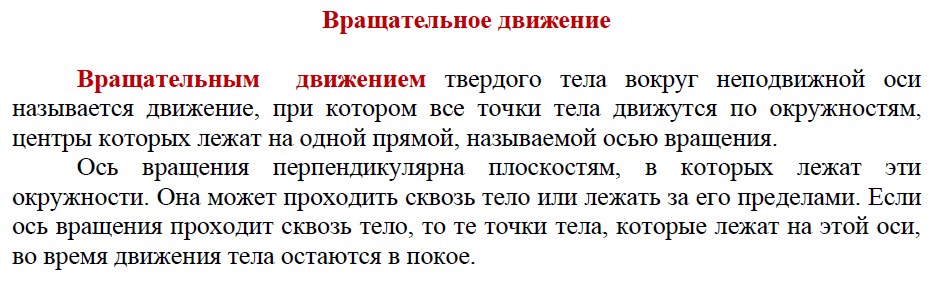 Вращательное движение
Вращательным движением твердого тела вокруг неподвижной оси
называется движение, при котором все точки тела движутся по окружностям,
центры которых лежат на одной прямой, называемой осью вращения.
Ось вращения перпендикулярна плоскостям, в которых лежат эти
окружности. Она может проходить сквозь тело или лежать за его пределами. Если
ось вращения проходит сквозь тело, то те точки тела, которые лежат на этой оси,
во время движения тела остаются в покое.